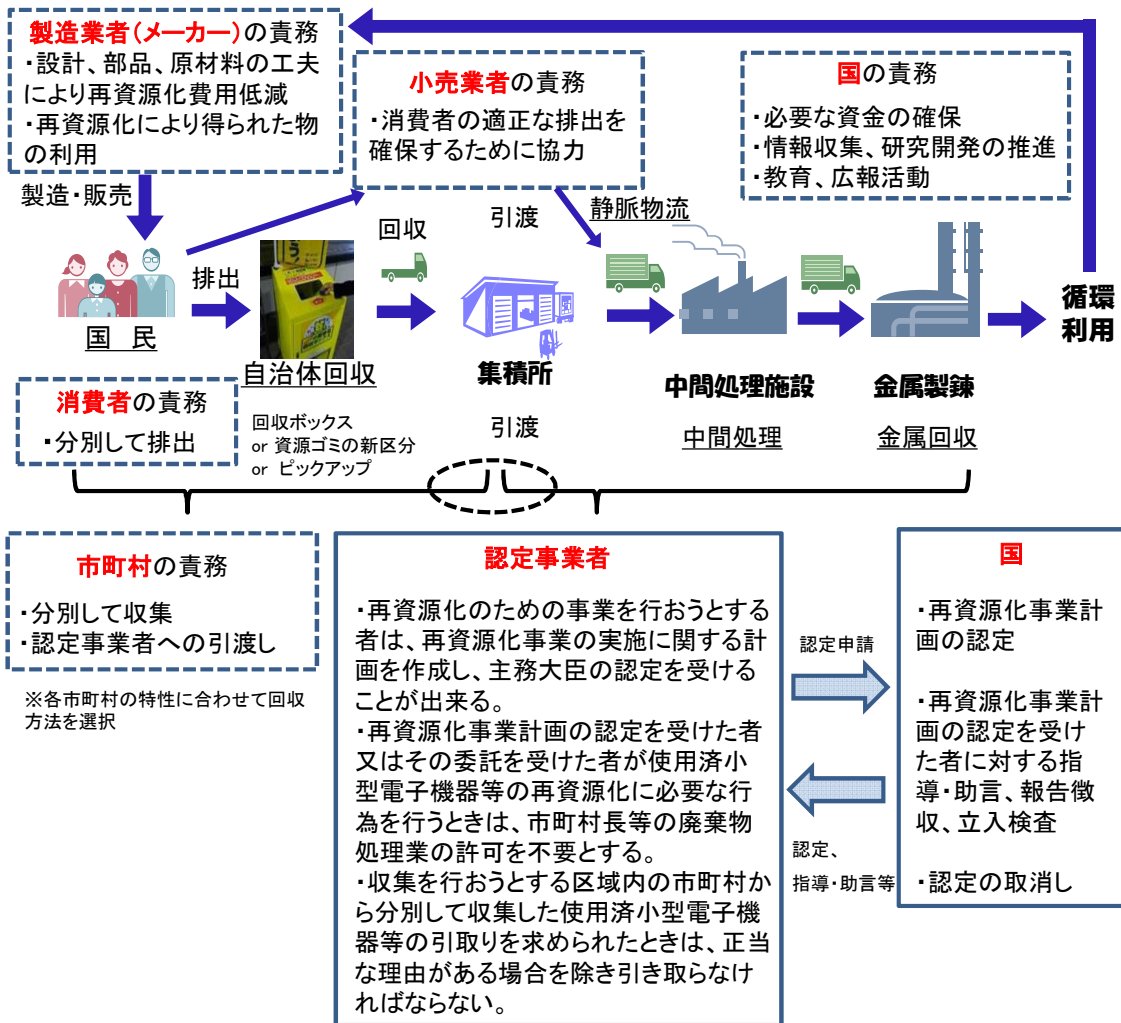 製造業者(メーカー)の責務
・設計、部品、原材料の工夫
により再資源化費用低減
・再資源化により得られた物
の利用
小売業者の責務
・消費者の適正な排出を
確保するために協力
国の責務
・必要な資金の確保
・情報収集、研究開発の推進
・教育、広報活動
製造・販売
排出
回収
引渡
静脈物流
循環
利用
国 民
自治体回収
集積所
中間処理施設
金属製錬
回収ボックス
or 資源ゴミの新区分
or ピックアップ
引渡
中間処理
金属回収
消費者の責務
・分別して排出
市町村の責務
・分別して収集
・認定事業者への引渡し
※各市町村の特性に合わせて回収
方法を選択
認定事業者
・再資源化のための事業を行おうとする
者は、再資源化事業の実施に関する計
画を作成し、主務大臣の認定を受ける
ことが出来る。
・再資源化事業計画の認定を受けた者
又はその委託を受けた者が使用済小
型電子機器等の再資源化に必要な行
為を行うときは、市町村長等の廃棄物
処理業の許可を不要とする。
・収集を行おうとする区域内の市町村か
ら分別して収集した使用済小型電子機
器等の引取りを求められたときは、正当
な理由がある場合を除き引き取らなけ
ればならない。
認定申請
認定、
指導・助言等
国
・再資源化事業計
画の認定
・再資源化事業計
画の認定を受け
た者に対する指
導・助言、報告徴
収、立入検査
・認定の取消し